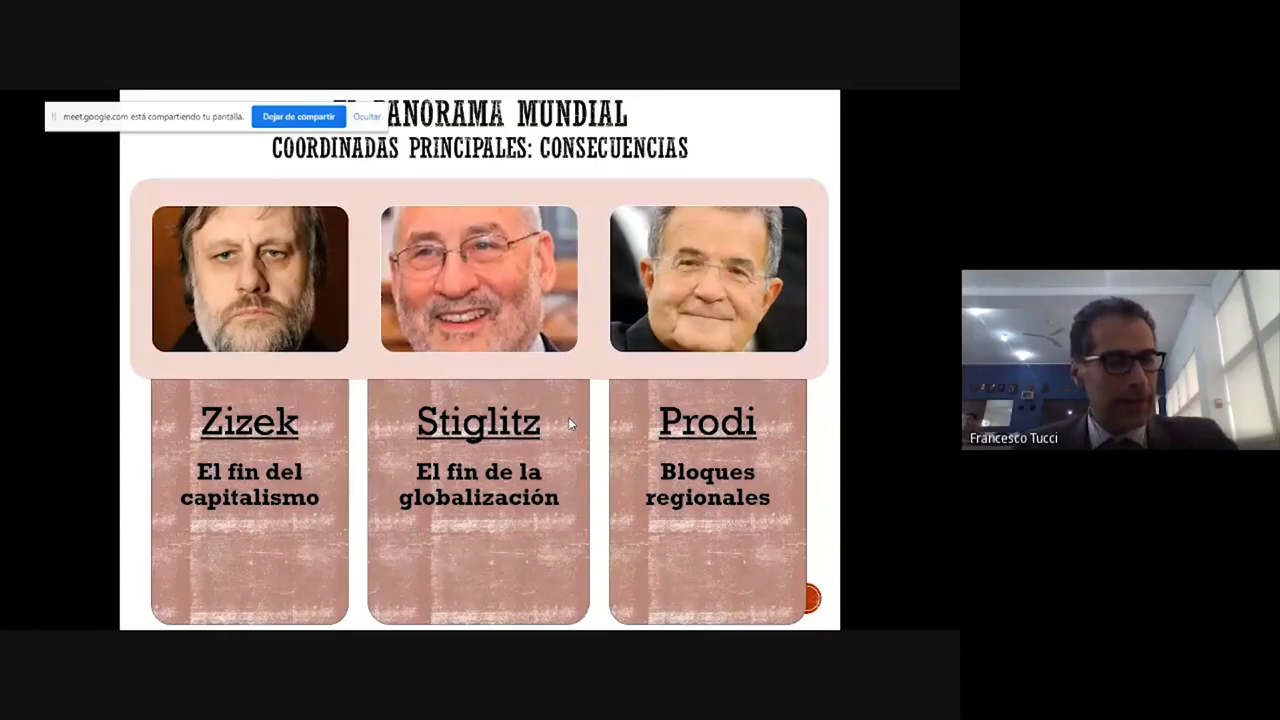 PANORAMA MUNDIAL
meet.google.com está compartiendo tu pantalla. Dejar de compartir Ocultar
COORDINADAS PRINCIPALES: CONSECUENCIAS
Zizek
El fin del
capitalismo
Stiglitz
El fin de la
globalización
Prodi
Bloques
regionales
Francesco Tucci